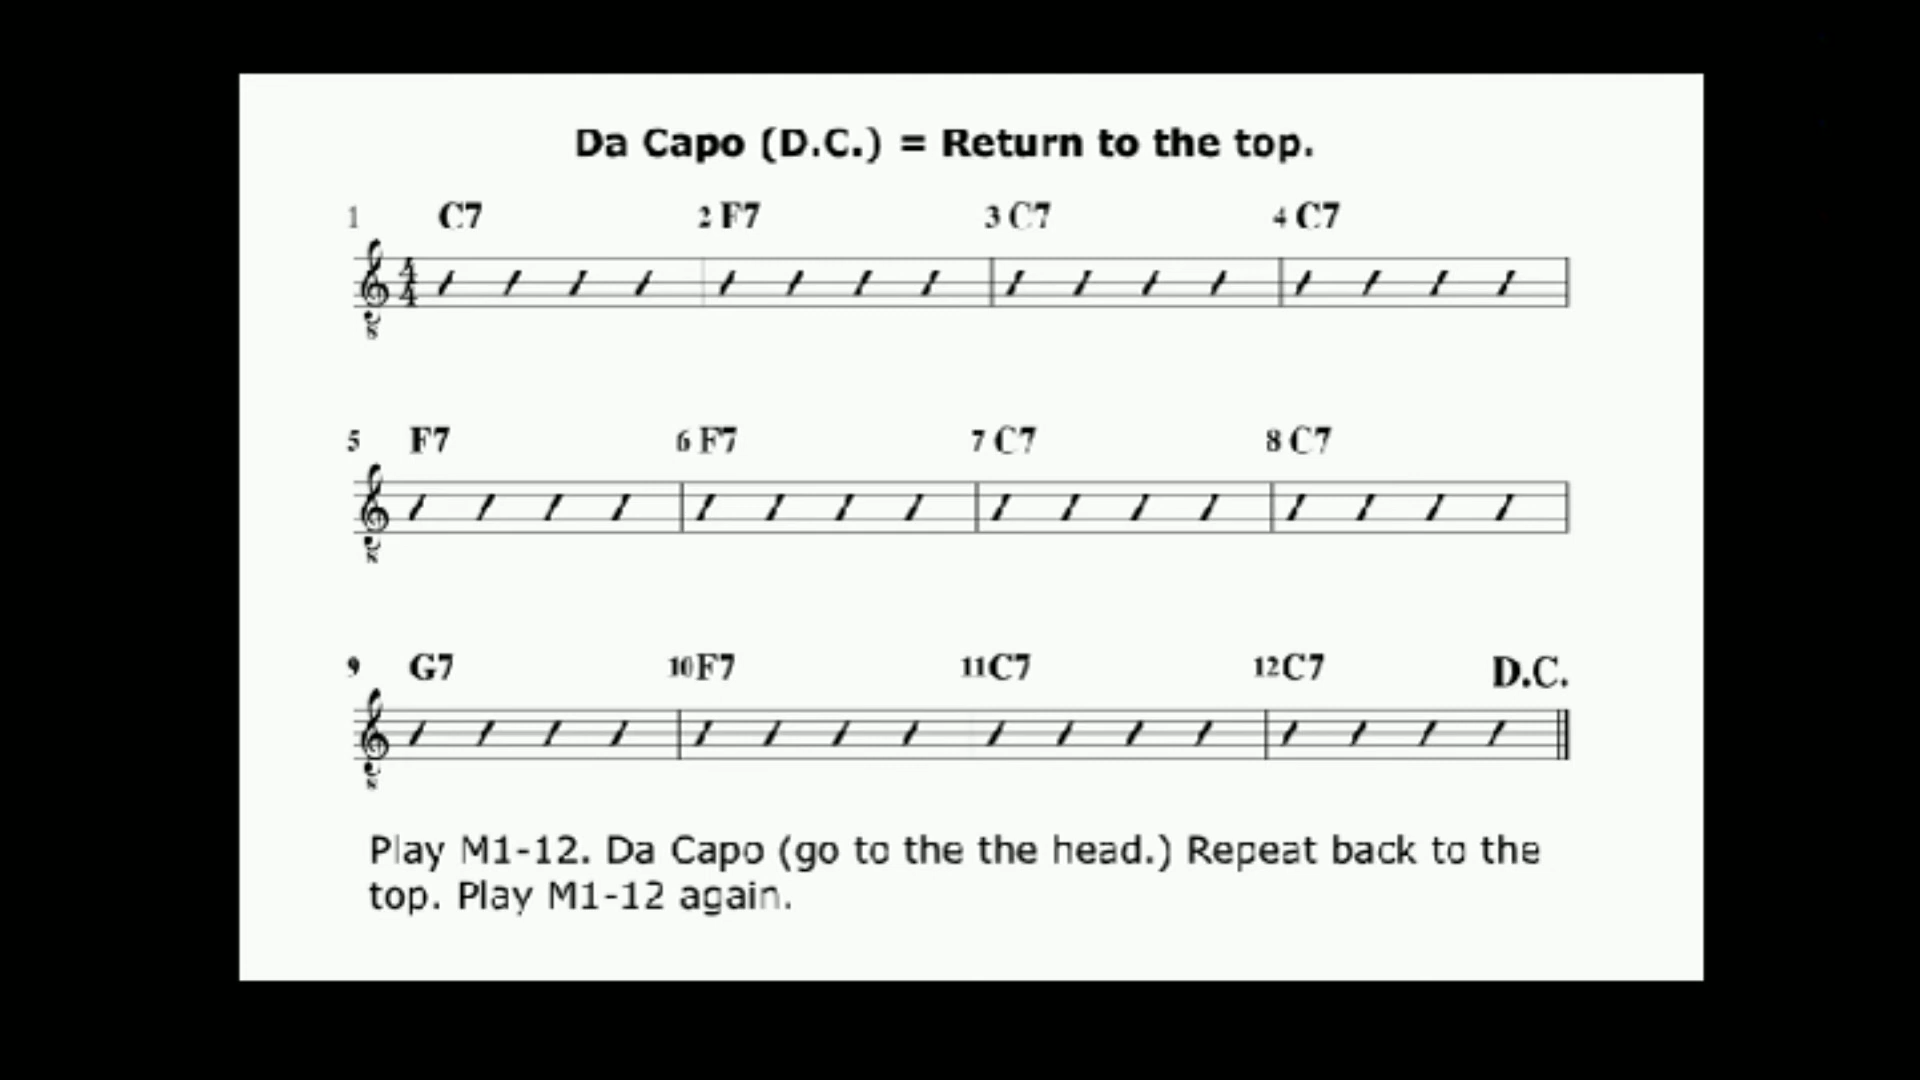 Da Capo (D.C.) = Return to the top.
1 C7 2 F7 3 C7 4 C7
4 4
8
5 F7 6 F7 7 C7 8 C7
8
9 G7 10 F7 11 C7 12 C7 D.C.
8
Play M1-12. Da Capo (go to the the head.) Repeat back to the
top. Play M1-12 again.